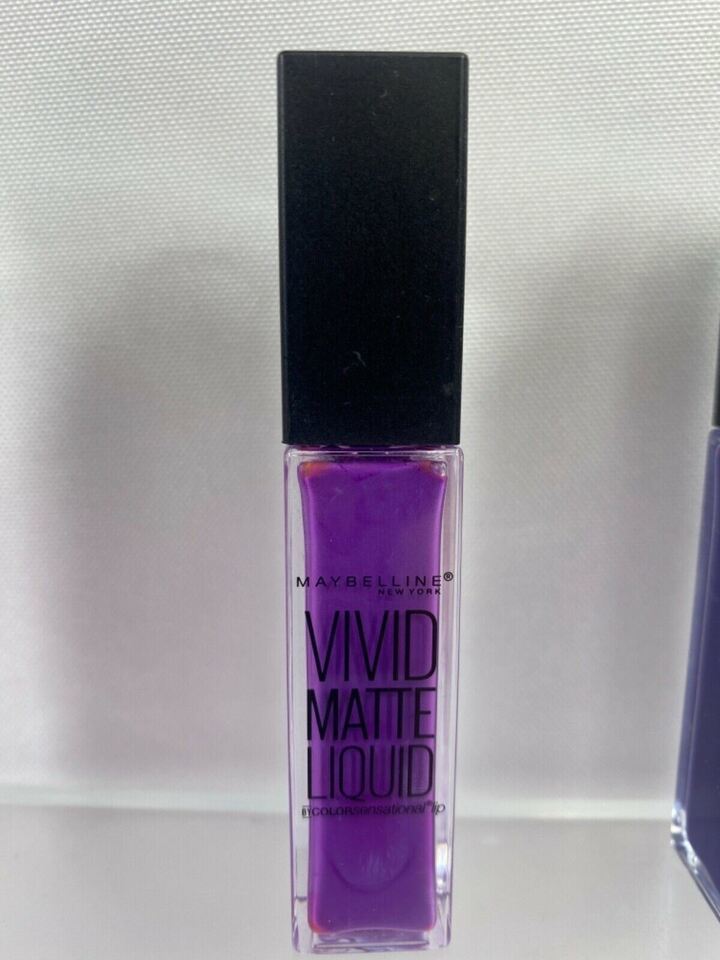 MAYBELLINE®
NEW YORK
VIVID
MATTE
LIQUID
BY COLORsensational® lip